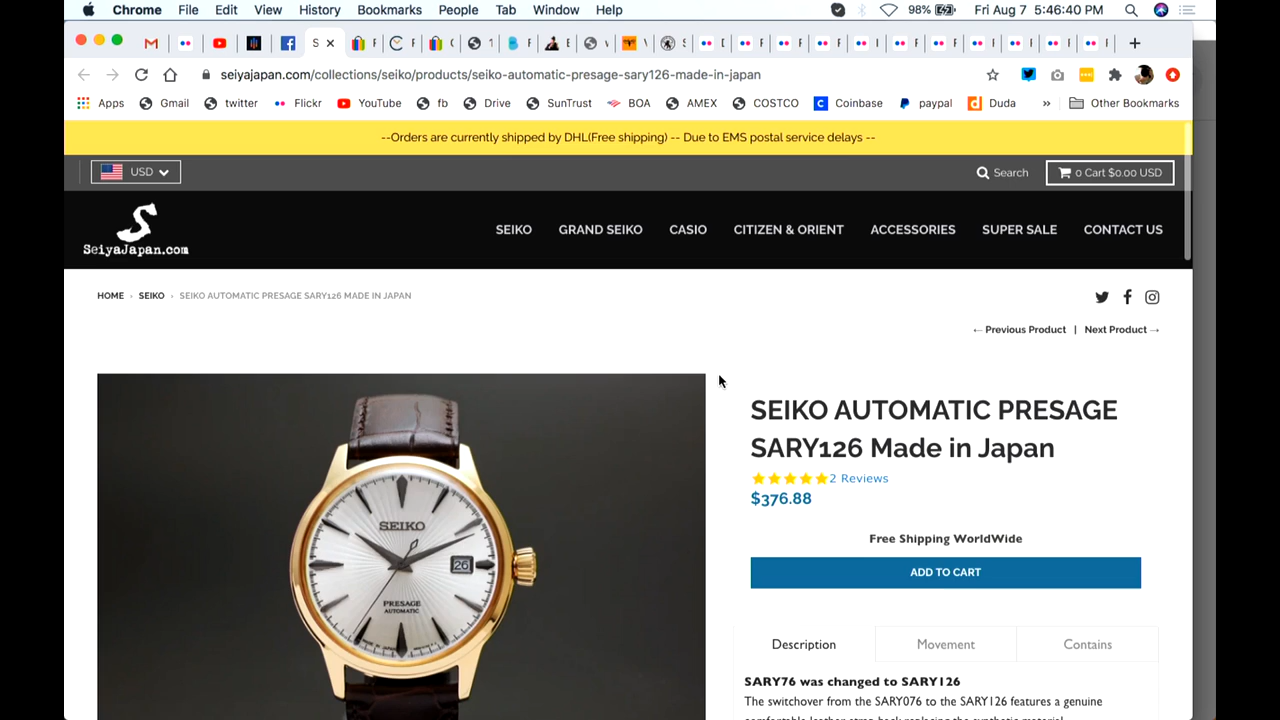 Chrome File Edit View History Bookmarks People Tab Window Help 98% Fri Aug 7 5:46:40 PM
seiyajapan.com/collections/seiko/products/seiko-automatic-presage-sary126-made-in-japan
Apps Gmail twitter Flickr YouTube fb Drive SunTrust BOA AMEX COSTCO Coinbase paypal Duda » Other Bookmarks
--Orders are currently shipped by DHL(Free shipping) -- Due to EMS postal service delays --
USD Search 0 Cart $0.00 USD
S
SeiyaJapan.com
SEIKO GRAND SEIKO CASIO CITIZEN & ORIENT ACCESSORIES SUPER SALE CONTACT US
HOME › SEIKO › SEIKO AUTOMATIC PRESAGE SARY126 MADE IN JAPAN
← Previous Product | Next Product →
SEIKO
26
PRESAGE
AUTOMATIC
SEIKO AUTOMATIC PRESAGE
SARY126 Made in Japan
2 Reviews
$376.88
Free Shipping WorldWide
ADD TO CART
Description Movement Contains
SARY76 was changed to SARY126
The switchover from the SARY076 to the SARY126 features a genuine